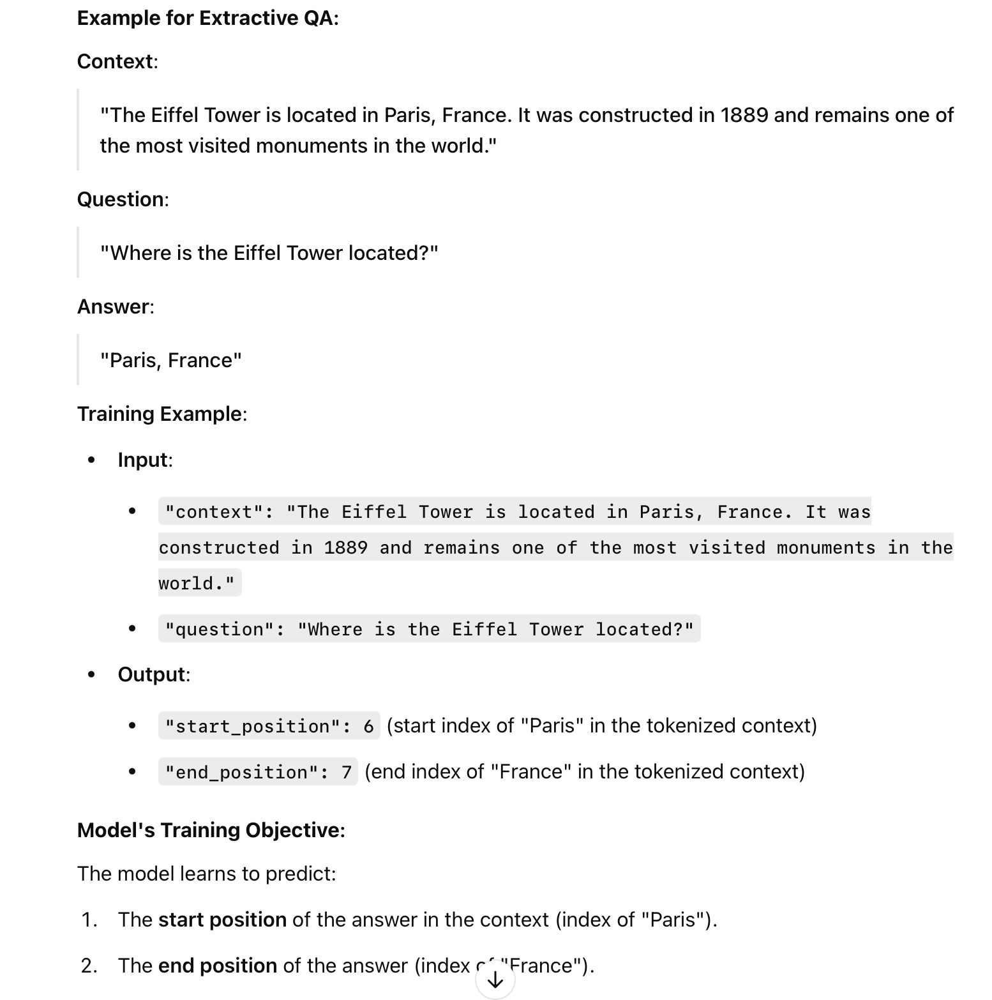 Example for Extractive QA:
Context:
"The Eiffel Tower is located in Paris, France. It was constructed in 1889 and remains one of
the most visited monuments in the world."
Question:
"Where is the Eiffel Tower located?"
Answer:
"Paris, France"
Training Example:
• Input:
• "context": "The Eiffel Tower is located in Paris, France. It was
constructed in 1889 and remains one of the most visited monuments in the
world."
• "question": "Where is the Eiffel Tower located?"
• Output:
• "start_position": 6 (start index of "Paris" in the tokenized context)
• "end_position": 7 (end index of "France" in the tokenized context)
Model's Training Objective:
The model learns to predict:
1. The start position of the answer in the context (index of "Paris").
2. The end position of the answer (index of "France").